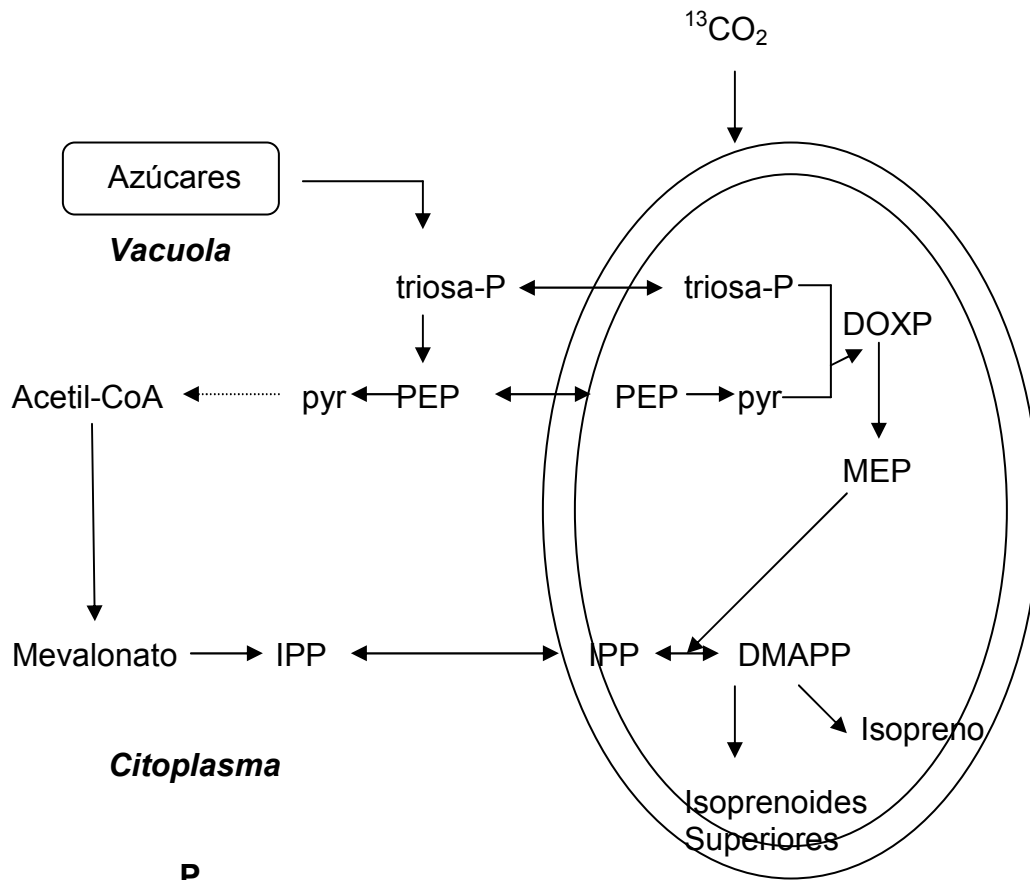 ¹³CO₂
Azúcares
Vacuola
triosa-P triosa-P
DOXP
Acetil-CoA pyr PEP PEP pyr
MEP
Mevalonato IPP IPP DMAPP
Isopreno
Citoplasma
Isoprenoides
Superiores
P